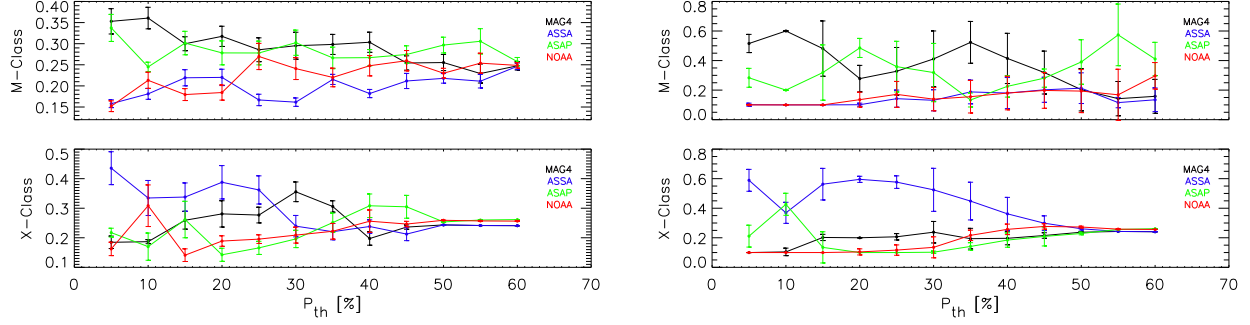 0.40
0.35
0.30
0.25
0.20
0.15
M-Class
MAG4
ASSA
ASAP
NOAA
0.5
0.4
0.3
0.2
0.1
X-Class
MAG4
ASSA
ASAP
NOAA
0 10 20 30 40 50 60 70
P_th [%]
0.8
0.6
0.4
0.2
0.0
M-Class
MAG4
ASSA
ASAP
NOAA
0.8
0.6
0.4
0.2
0.0
X-Class
MAG4
ASSA
ASAP
NOAA
0 10 20 30 40 50 60 70
P_th [%]